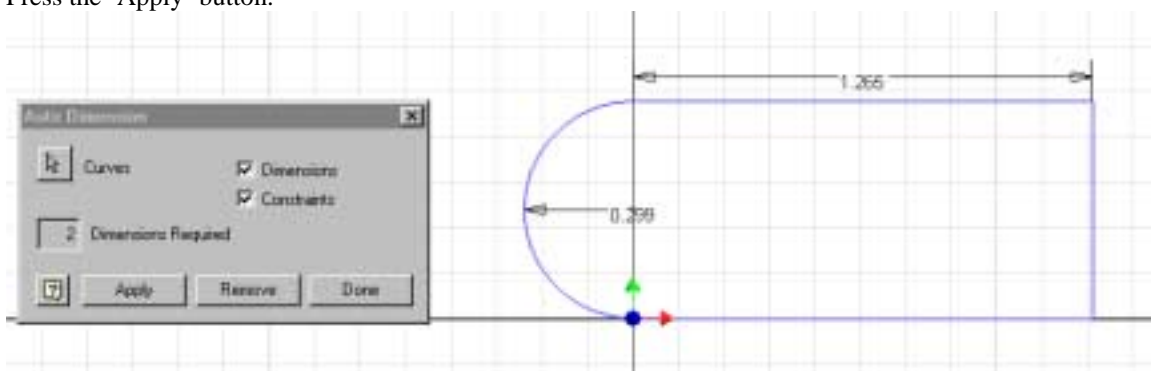 Press the "Apply" button.
1.266
Auto Dimension
Curves
Dimensions
Constraints
0.299
2 Dimensions Required
Apply
Remove
Done